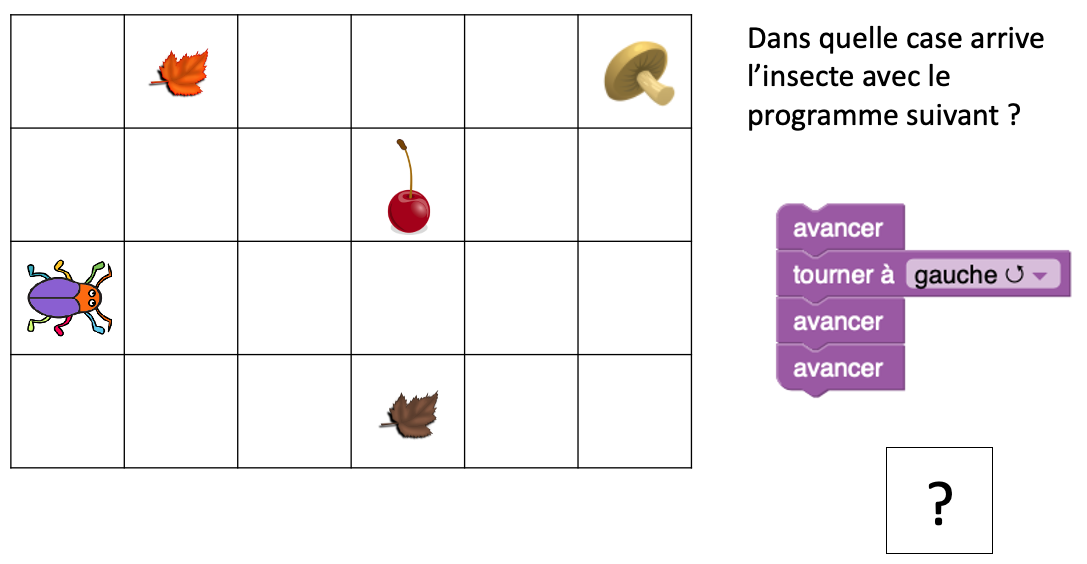 Dans quelle case arrive
l’insecte avec le
programme suivant ?
avancer
tourner à gauche ↺
avancer
avancer
?